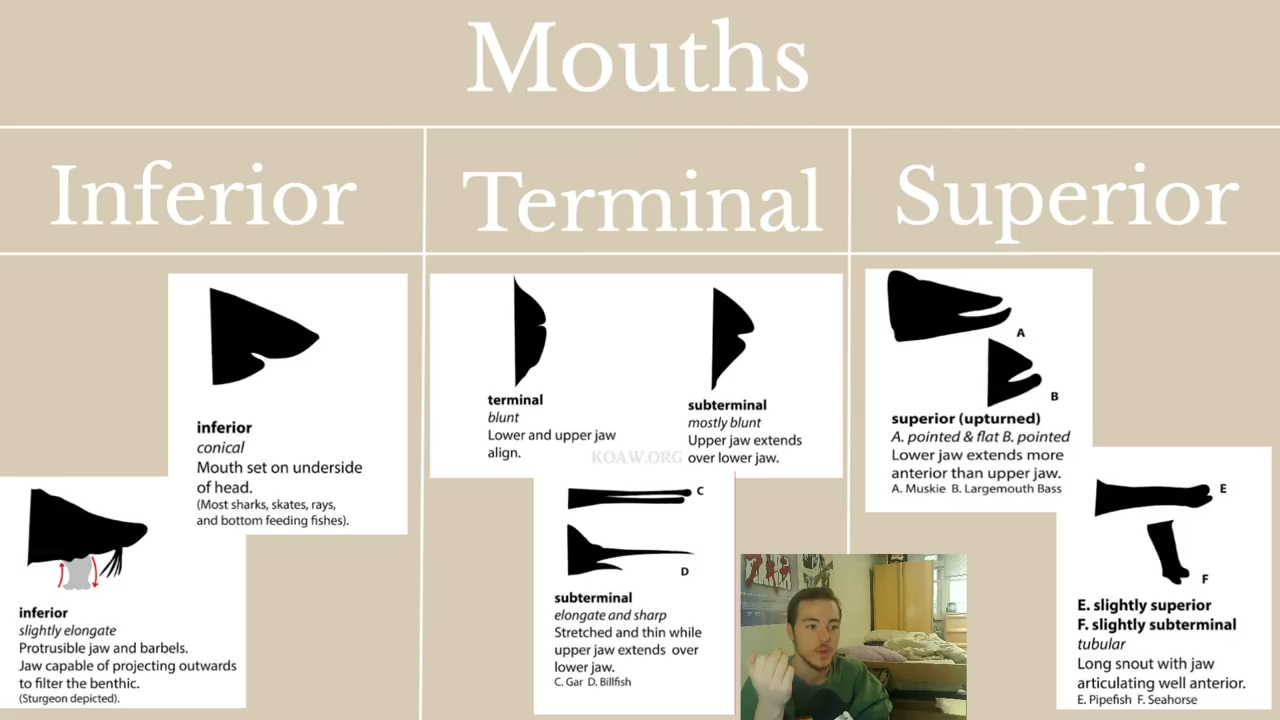 Mouths
Inferior
Terminal
Superior
inferior
conical
Mouth set on underside
of head.
(Most sharks, skates, rays,
and bottom feeding fishes).
inferior
slightly elongate
Protrusible jaw and barbels.
Jaw capable of projecting outwards
to filter the benthic.
(Sturgeon depicted).
terminal
blunt
Lower and upper jaw
align.
subterminal
mostly blunt
Upper jaw extends
over lower jaw.
KOAW.ORG
C
D
subterminal
elongate and sharp
Stretched and thin while
upper jaw extends over
lower jaw.
C. Gar D. Billfish
A
B
superior (upturned)
A. pointed & flat B. pointed
Lower jaw extends more
anterior than upper jaw.
A. Muskie B. Largemouth Bass
E
F
E. slightly superior
F. slightly subterminal
tubular
Long snout with jaw
articulating well anterior.
E. Pipefish F. Seahorse